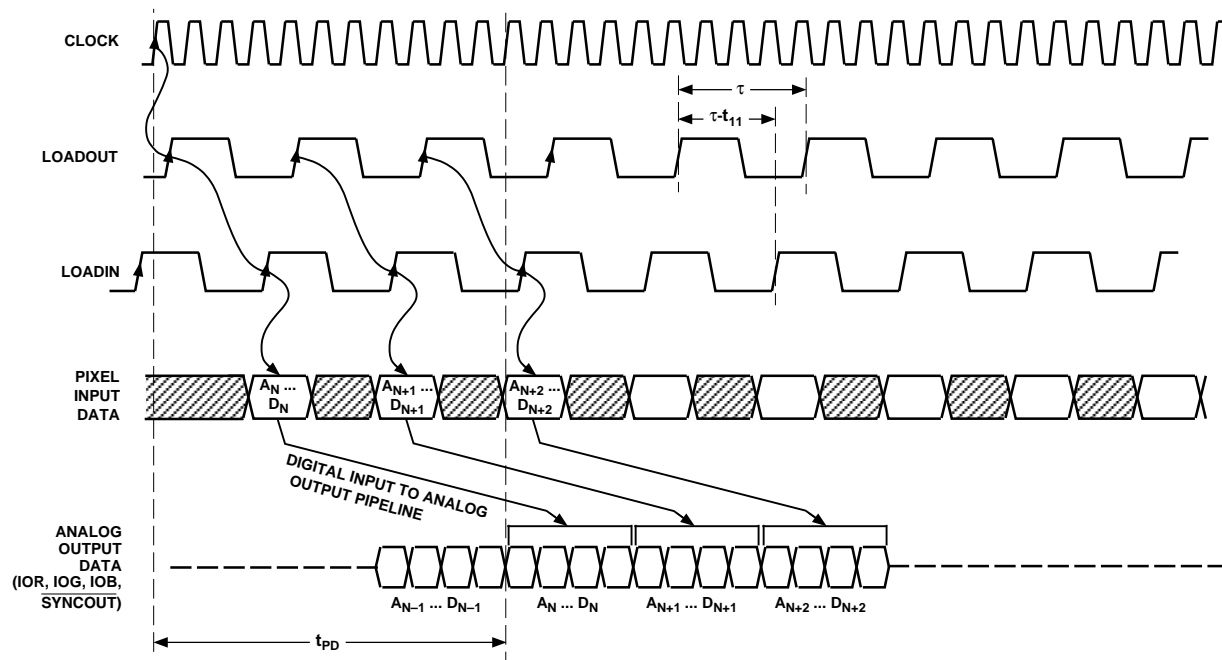 CLOCK
τ
τ-t11
LOADOUT
LOADIN
PIXEL
INPUT
DATA
AN ...
DN
AN+1 ...
DN+1
AN+2 ...
DN+2
DIGITAL INPUT TO ANALOG
OUTPUT PIPELINE
ANALOG
OUTPUT
DATA
(IOR, IOG, IOB,
SYNCOUT)
AN–1 ... DN–1
AN ... DN
AN+1 ... DN+1
AN+2 ... DN+2
tPD